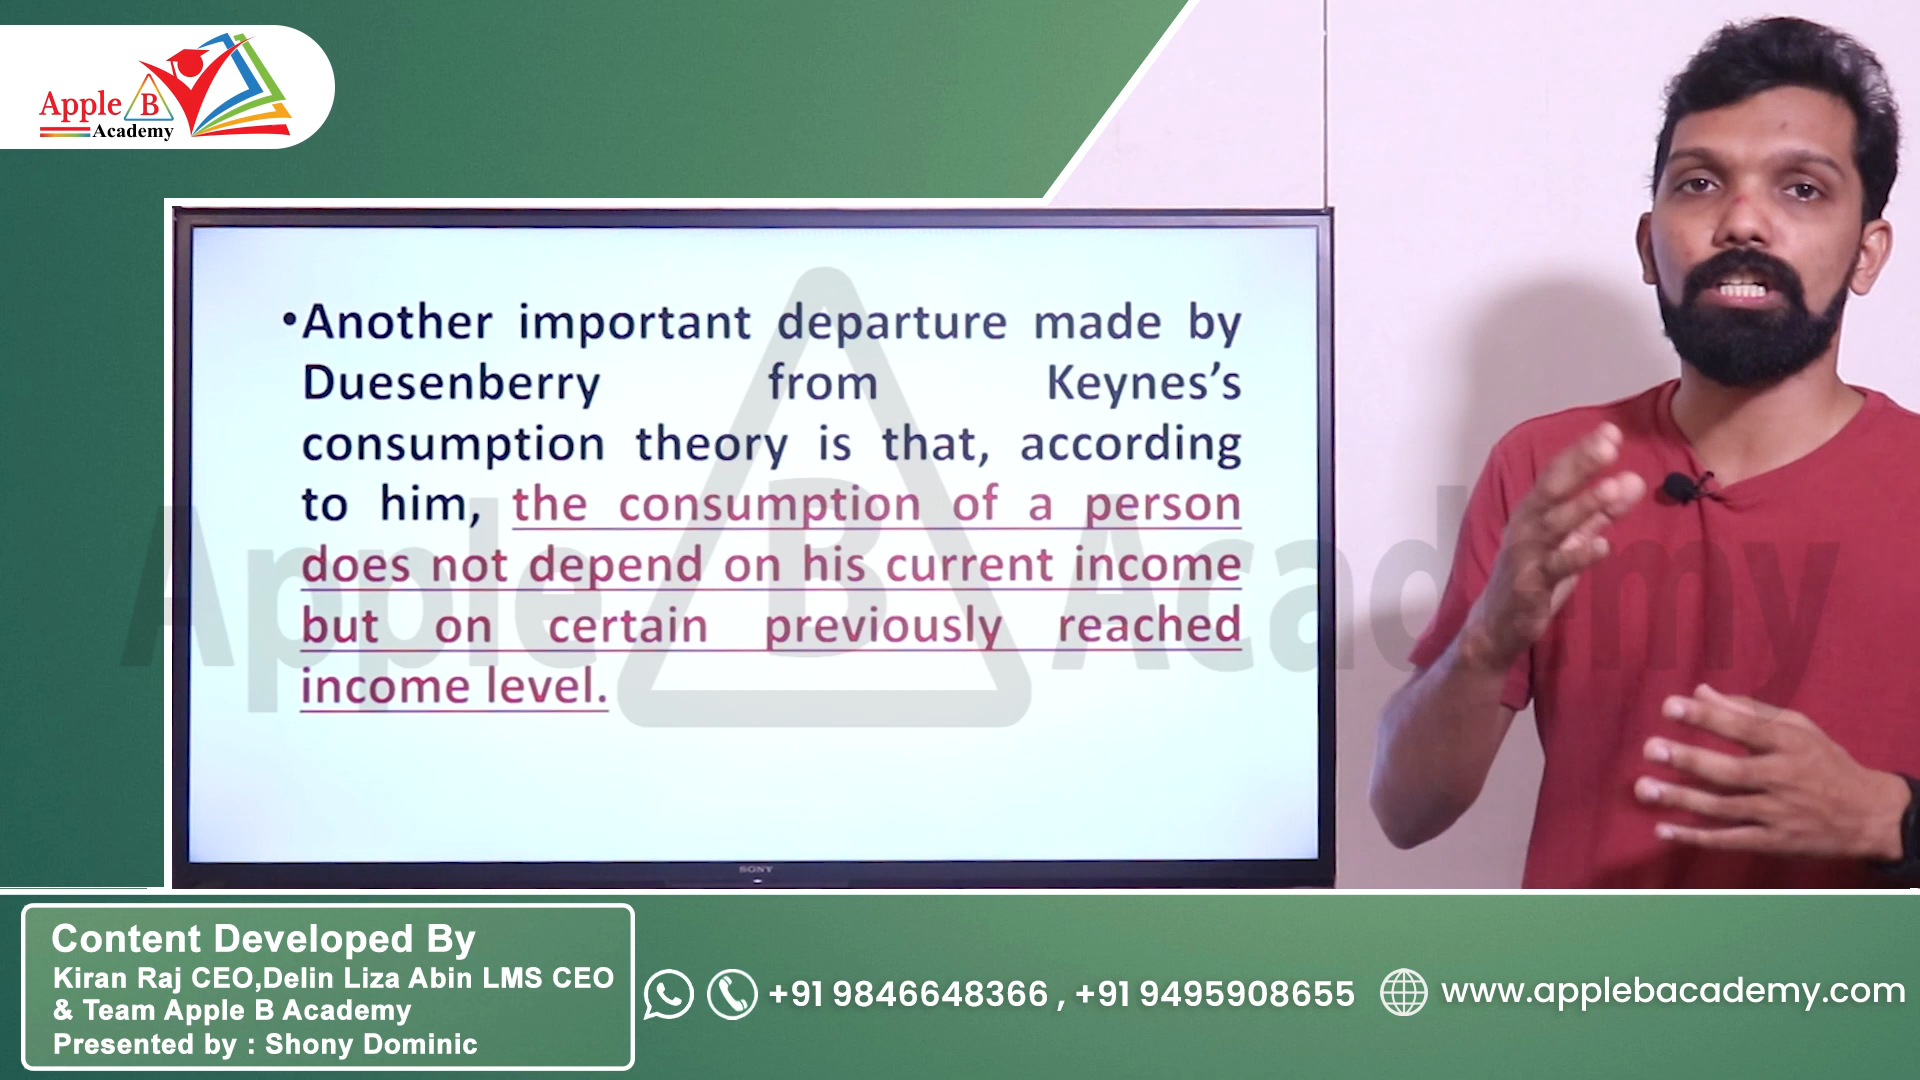 Apple B
Academy
•Another important departure made by
Duesenberry from Keynes’s
consumption theory is that, according
to him, the consumption of a person
does not depend on his current income
but on certain previously reached
income level.
Apple B Academy
SONY
Content Developed By
Kiran Raj CEO,Delin Liza Abin LMS CEO
& Team Apple B Academy
Presented by : Shony Dominic
+91 9846648366 , +91 9495908655
www.applebacademy.com